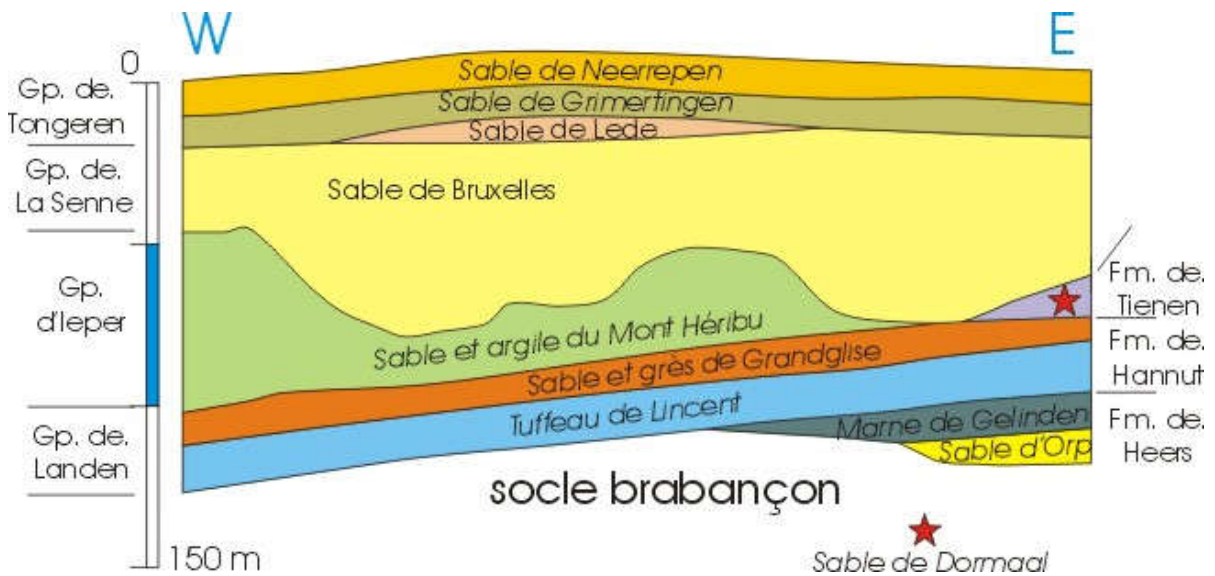 W
E
0
Gp. de.
Tongeren
Gp. de.
La Senne
Gp.
d'Ieper
Gp. de.
Landen
150 m
Sable de Neerrepen
Sable de Grimertingen
Sable de Lede
Sable de Bruxelles
Sable et argile du Mont Héribu
Sable et grès de Grandglise
Tuffeau de Lincent
Marne de Gelinden
Sable d'Orp
socle brabançon
Fm. de.
Tienen
Fm. de.
Hannut
Fm. de.
Heers
Sable de Dormaal